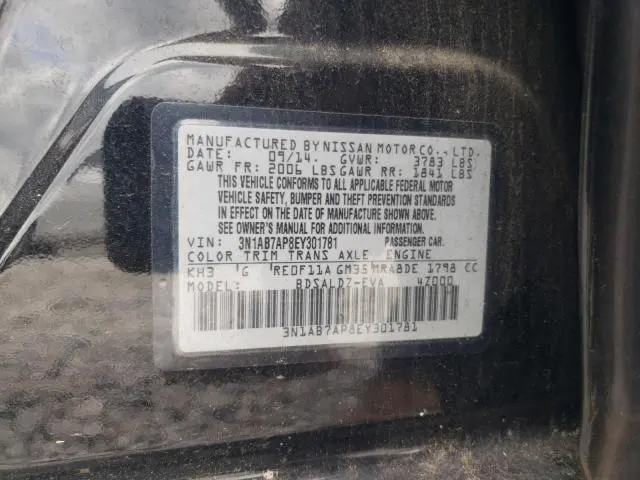 MANUFACTURED BY NISSAN MOTOR CO., LTD.
DATE: 09/14. GVWR: 3783 LBS
GAWR FR: 2006 LBS GAWR RR: 1841 LBS
THIS VEHICLE CONFORMS TO ALL APPLICABLE FEDERAL MOTOR
VEHICLE SAFETY, BUMPER, AND THEFT PREVENTION STANDARDS
IN EFFECT ON THE DATE OF MANUFACTURE SHOWN ABOVE.
SEE OWNER'S MANUAL FOR ADDITIONAL INFORMATION.
VIN: 3N1AB7AP8EY301781 PASSENGER CAR.
COLOR TRIM TRANS AXLE ENGINE
KH3 'G 'RE0F11A GM35 MRA8DE 1798 CC
MODEL: BDSALD7-EVA 4Z000
3N1AB7AP8EY301781